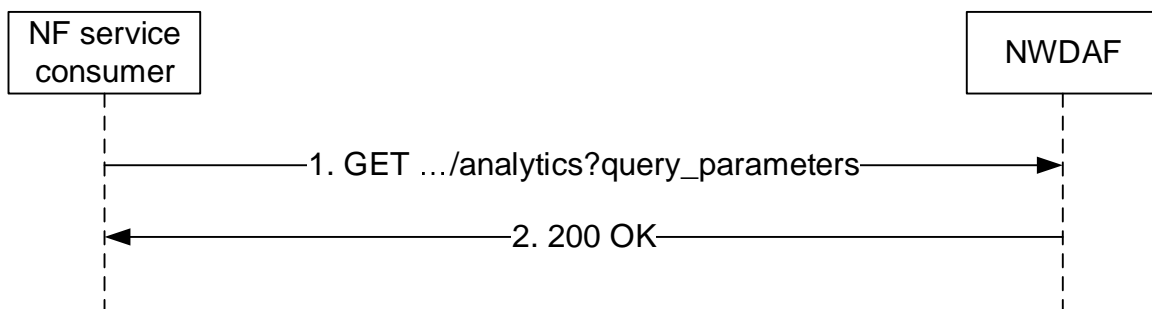 NF service
consumer
NWDAF
1. GET …/analytics?query_parameters
2. 200 OK